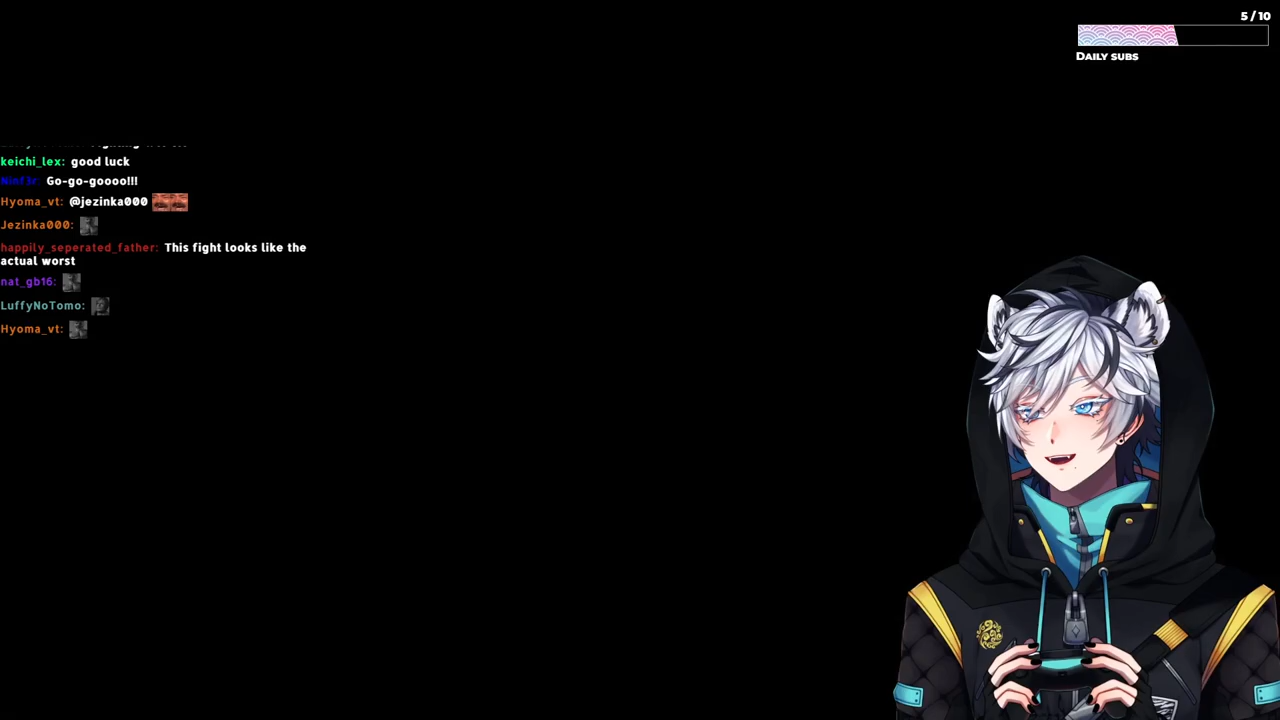 5 / 10
DAILY SUBS
keichi_lex: good luck
Ninf3r: Go-go-goooo!!!
Hyoma_vt: @jezinka000
Jezinka000:
happily_seperated_father: This fight looks like the
actual worst
nat_gb16:
LuffyNoTomo:
Hyoma_vt: